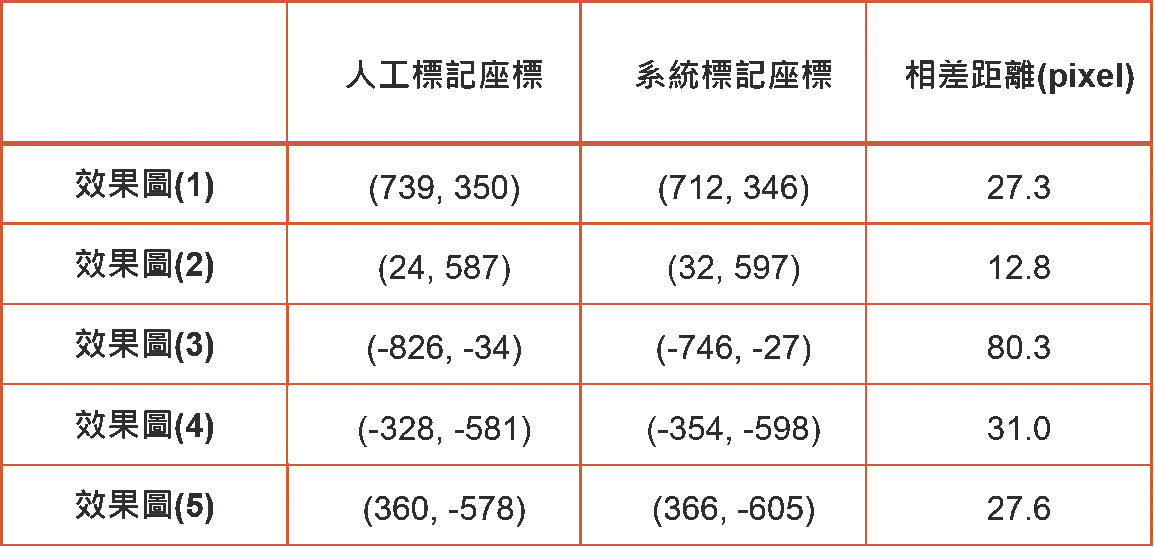 人工標記座標 系統標記座標 相差距離(pixel)
效果圖(1) (739, 350) (712, 346) 27.3
效果圖(2) (24, 587) (32, 597) 12.8
效果圖(3) (-826, -34) (-746, -27) 80.3
效果圖(4) (-328, -581) (-354, -598) 31.0
效果圖(5) (360, -578) (366, -605) 27.6